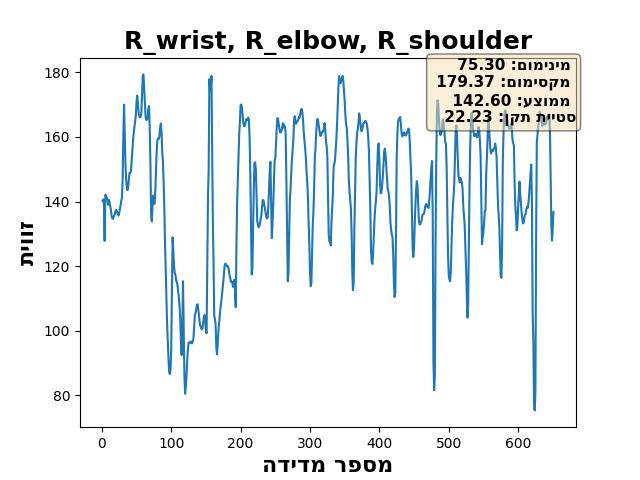 R_wrist, R_elbow, R_shoulder
מינימום: 75.30
מקסימום: 179.37
ממוצע: 142.60
סטיית תקן: 22.23
זווית
180
160
140
120
100
80
0 100 200 300 400 500 600
מספר מדידה